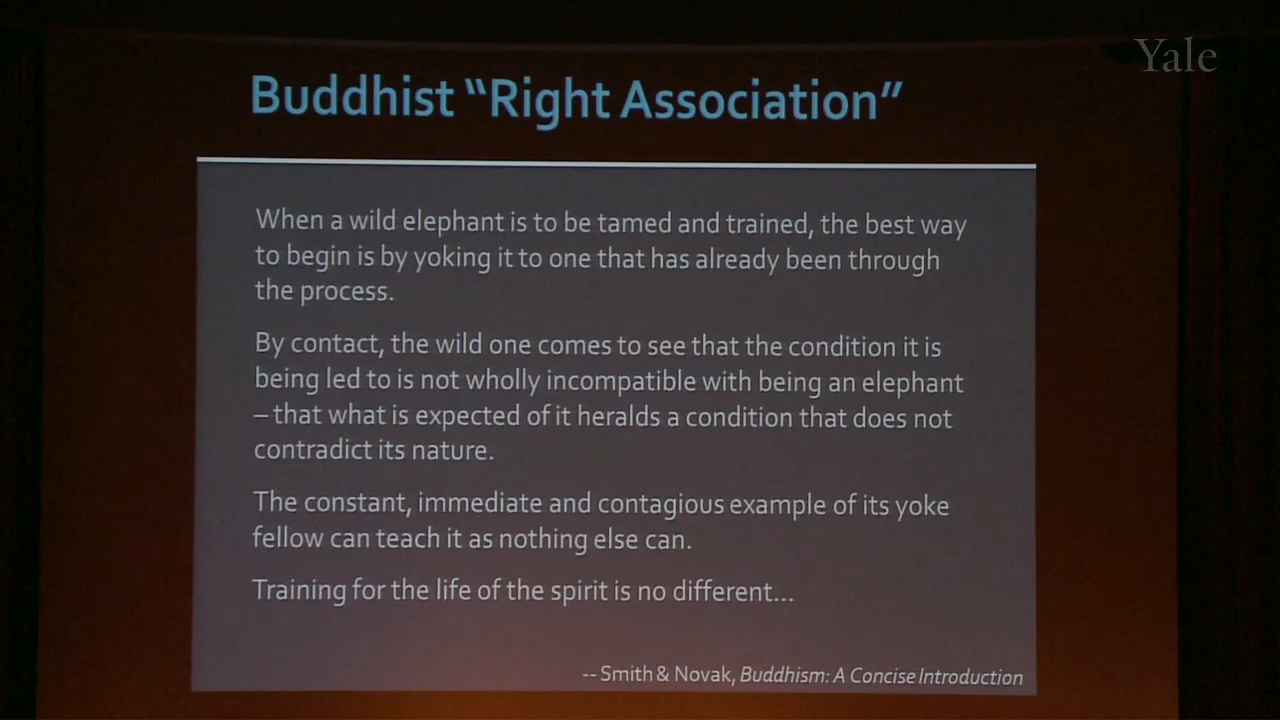 Yale
Buddhist “Right Association”
When a wild elephant is to be tamed and trained, the best way
to begin is by yoking it to one that has already been through
the process.
By contact, the wild one comes to see that the condition it is
being led to is not wholly incompatible with being an elephant
– that what is expected of it heralds a condition that does not
contradict its nature.
The constant, immediate and contagious example of its yoke
fellow can teach it as nothing else can.
Training for the life of the spirit is no different...
-- Smith & Novak, Buddhism: A Concise Introduction